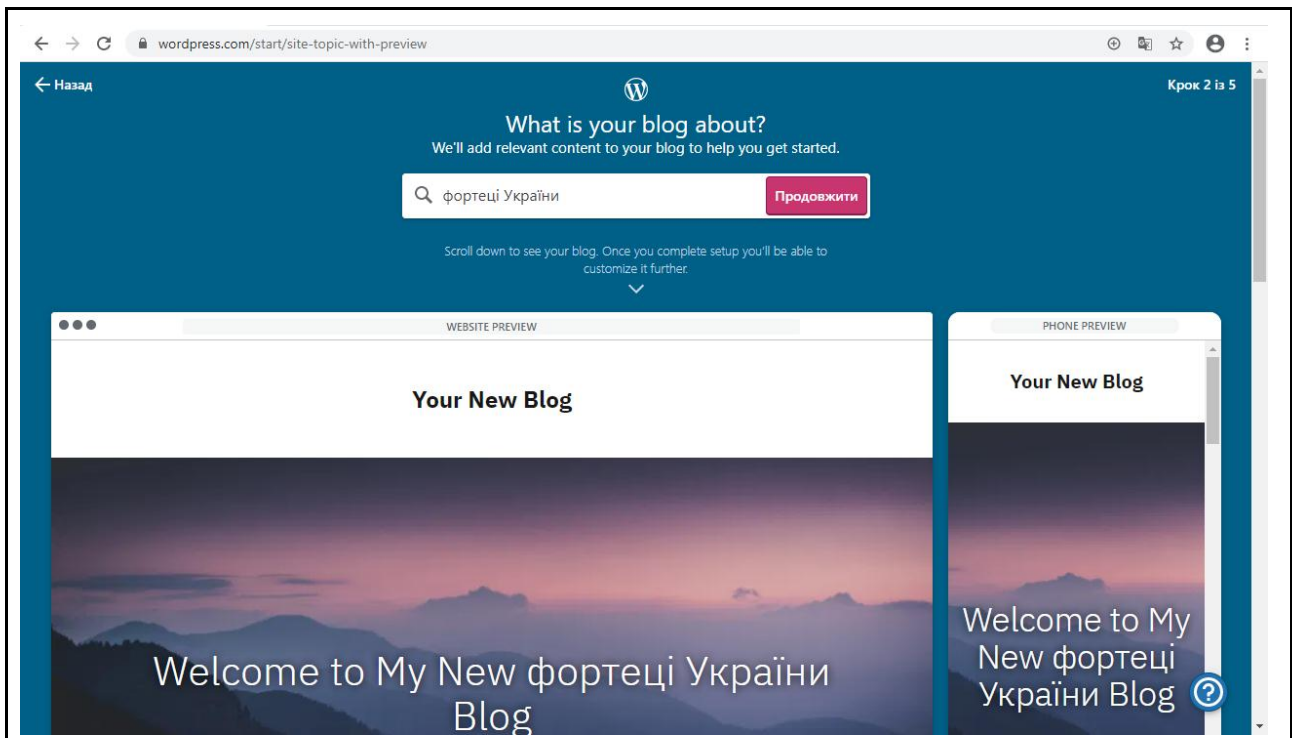 wordpress.com/start/site-topic-with-preview
Назад
Крок 2 із 5
What is your blog about?
We'll add relevant content to your blog to help you get started.
фортеці України
Продовжити
Scroll down to see your blog. Once you complete setup you'll be able to
customize it further.
WEBSITE PREVIEW
PHONE PREVIEW
Your New Blog
Your New Blog
Welcome to My New фортеці України
Blog
Welcome to My
New фортеці
України Blog